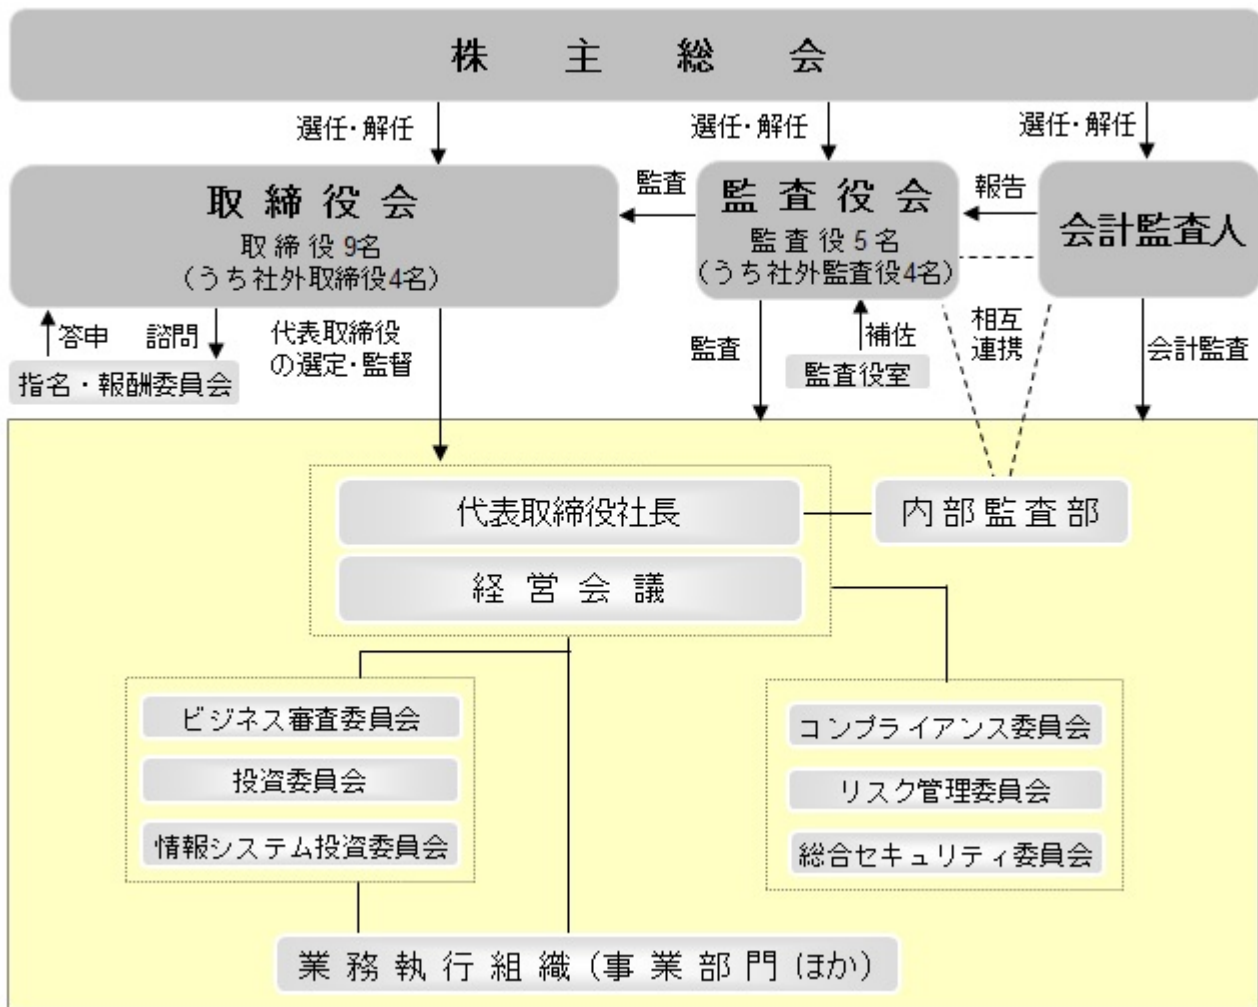 株主総会
選任・解任
選任・解任
選任・解任
取締役会
取締役9名
(うち社外取締役4名)
監査
監査役会
監査役5名
(うち社外監査役4名)
報告
会計監査人
答申
諮問
指名・報酬委員会
代表取締役
の選定・監督
監査
補佐
監査役室
相互
連携
会計監査
代表取締役社長
内部監査部
経営会議
ビジネス審査委員会
投資委員会
情報システム投資委員会
コンプライアンス委員会
リスク管理委員会
総合セキュリティ委員会
業務執行組織(事業部門ほか)